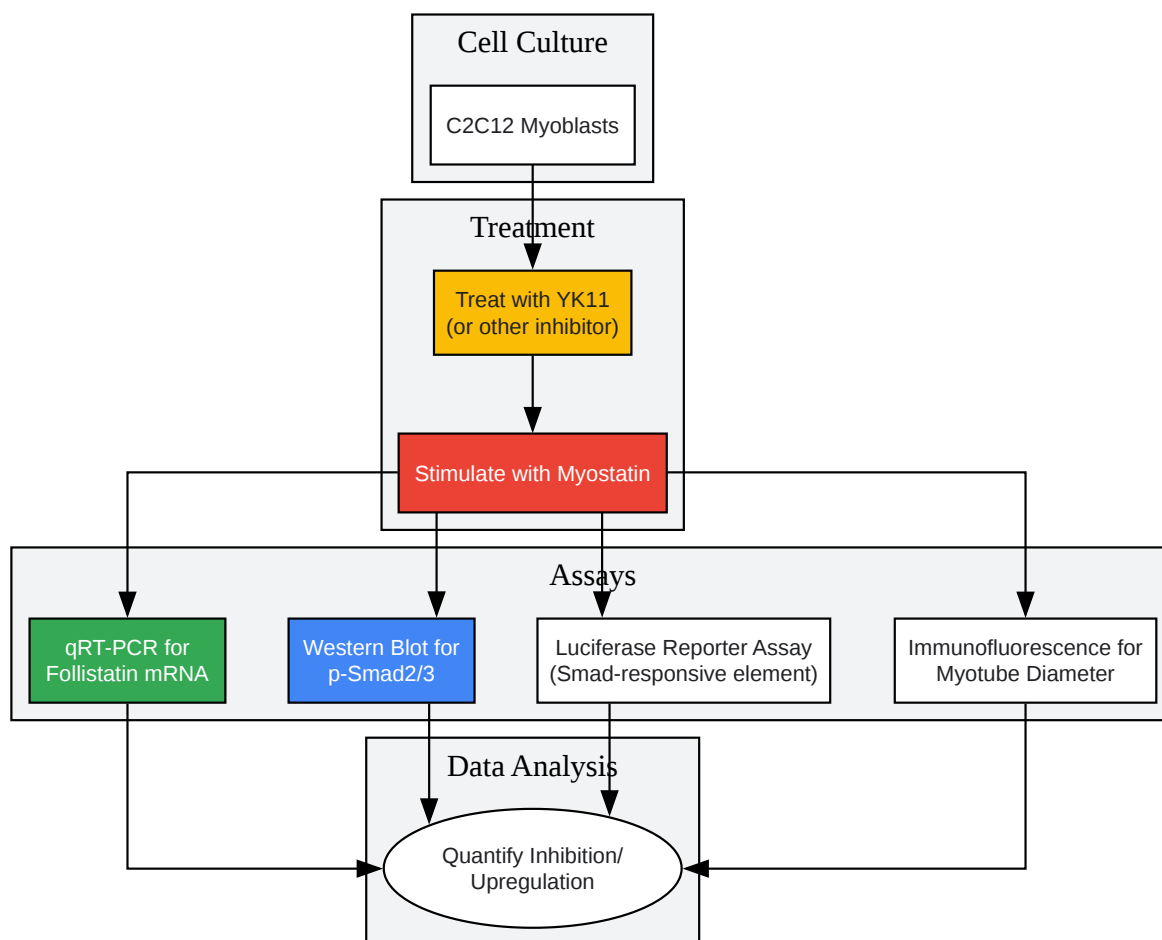 Cell Culture
C2C12 Myoblasts
Treatment
Treat with YK11
(or other inhibitor)
Stimulate with Myostatin
Assays
qRT-PCR for
Follistatin mRNA
Western Blot for
p-Smad2/3
Luciferase Reporter Assay
(Smad-responsive element)
Immunofluorescence for
Myotube Diameter
Data Analysis
Quantify Inhibition/
Upregulation